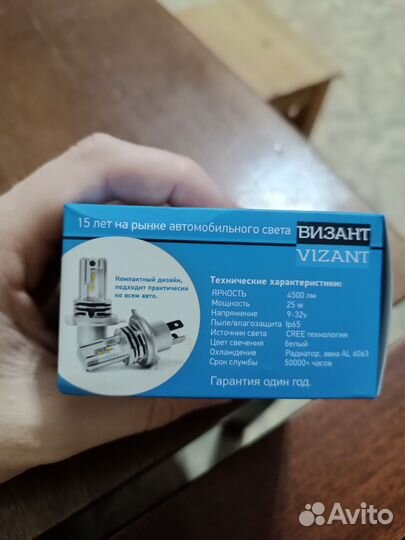 15 лет на рынке автомобильного света
ВИЗАНТ
VIZANT
Компактный дизайн,
подходит практически
ко всем авто.
Технические характеристики:
ЯРКОСТЬ 4500 лм
Мощность 25 w
Напряжение 9-32v
Пыле/влагозащита Ip65
Источник света CREE технология
Цвет свечения белый
Охлаждение Радиатор, авиа AL 6063
Срок службы 50000+ часов
Гарантия один год.
Avito